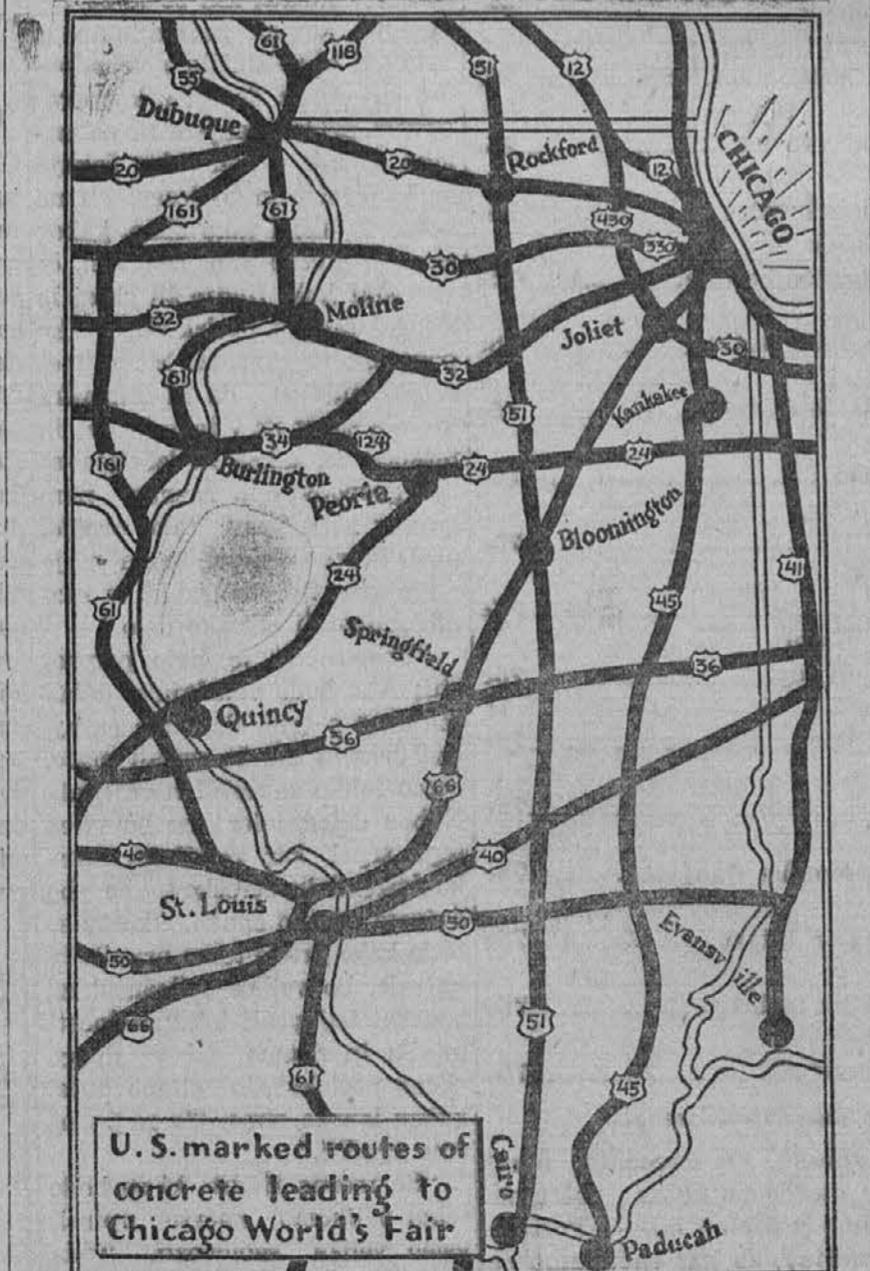 61
118
55
51
12
Dubuque
Rockford
CHICAGO
20
20
12
161
61
430
330
30
Moline
32
Joliet
30
61
32
Kankakee
51
34
124
24
24
161
Burlington
Peoria
Bloomington
24
41
61
45
Springfield
36
Quincy
36
66
40
40
St. Louis
50
50
Evansville
66
51
61
45
U. S. marked routes of
concrete leading to
Chicago World's Fair
Cairo
Paducah